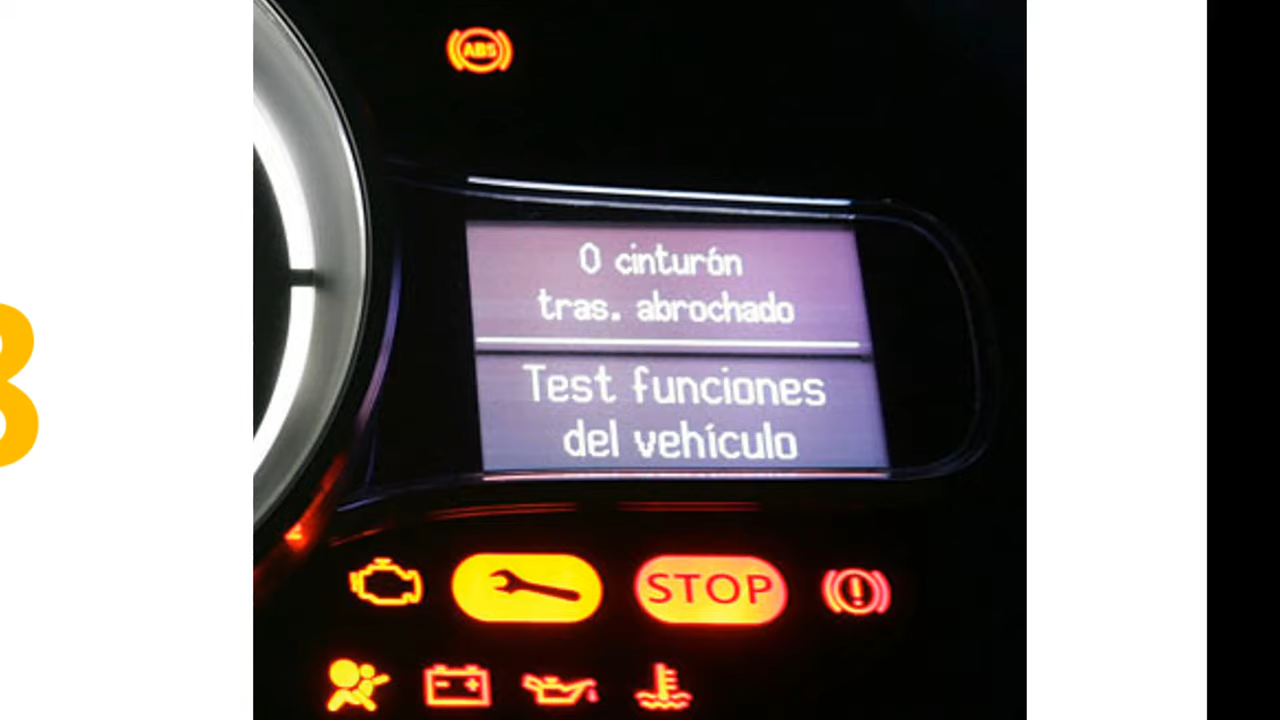 ABS
0 cinturón
tras. abrochado
Test funciones
del vehículo
STOP